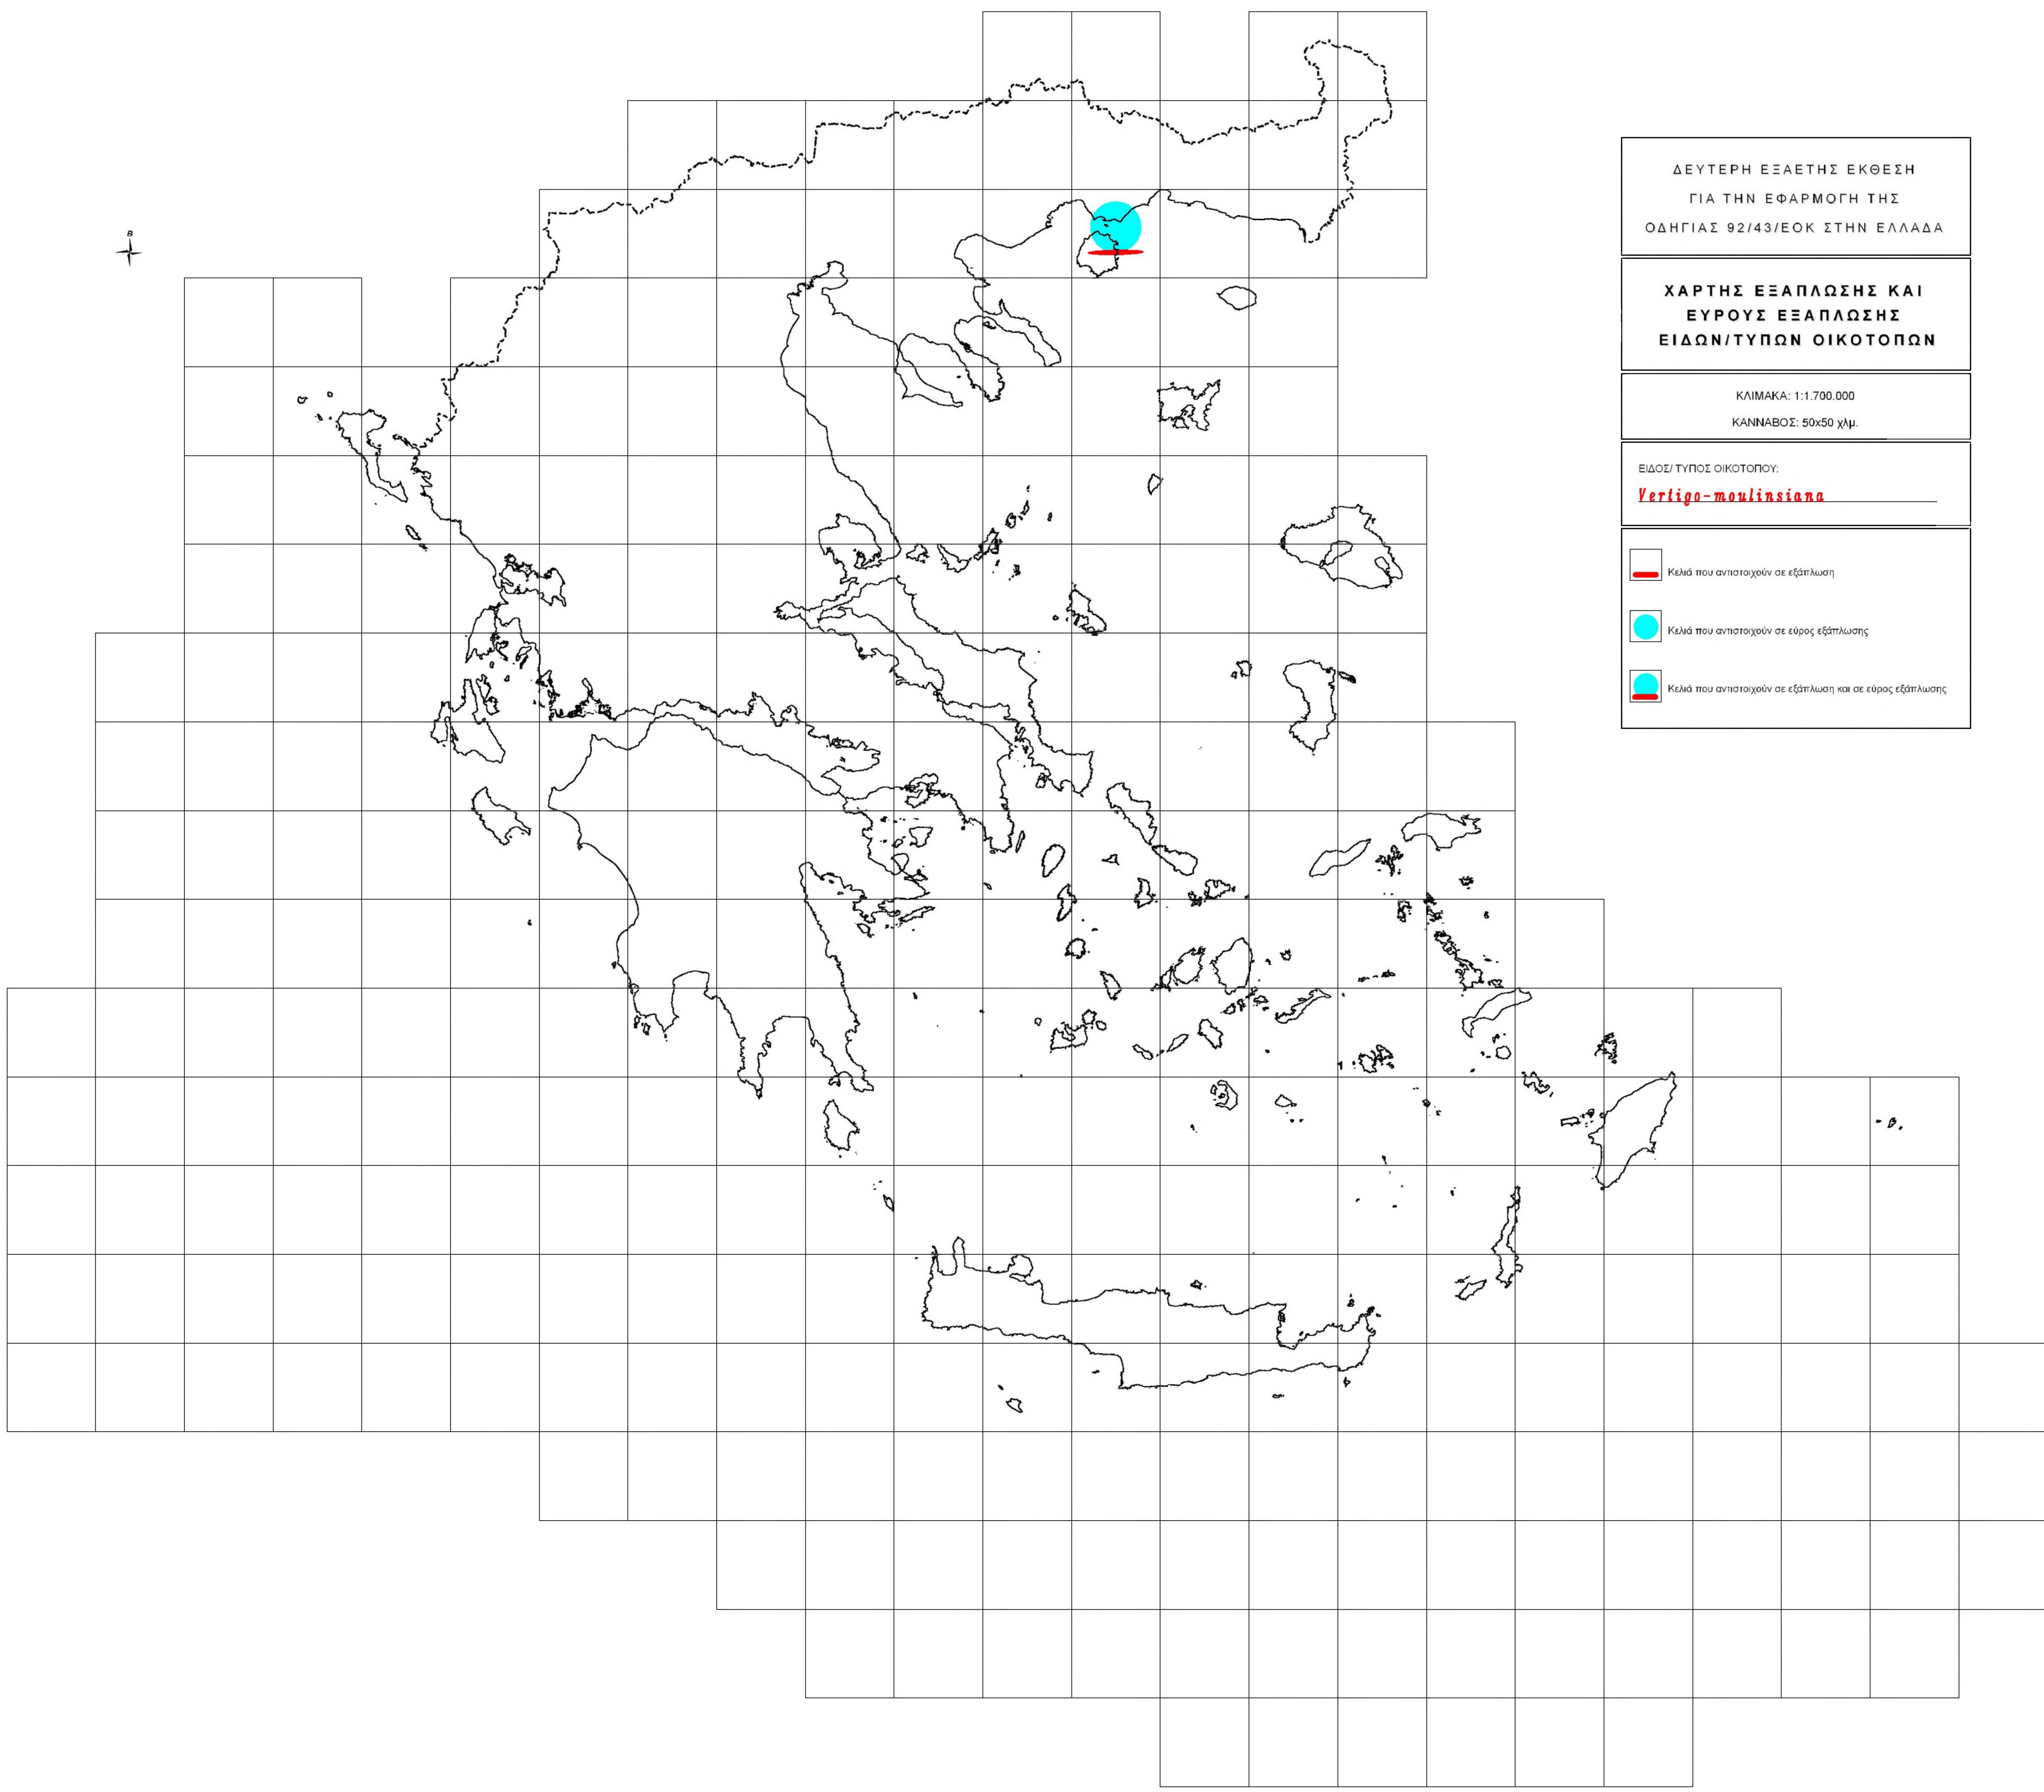 Β
ΔΕΥΤΕΡΗ ΕΞΑΕΤΗΣ ΕΚΘΕΣΗ
ΓΙΑ ΤΗΝ ΕΦΑΡΜΟΓΗ ΤΗΣ
ΟΔΗΓΙΑΣ 92/43/ΕΟΚ ΣΤΗΝ ΕΛΛΑΔΑ
ΧΑΡΤΗΣ ΕΞΑΠΛΩΣΗΣ ΚΑΙ
ΕΥΡΟΥΣ ΕΞΑΠΛΩΣΗΣ
ΕΙΔΩΝ/ΤΥΠΩΝ ΟΙΚΟΤΟΠΩΝ
ΚΛΙΜΑΚΑ: 1:1.700.000
ΚΑΝΝΑΒΟΣ: 50x50 χλμ.
ΕΙΔΟΣ/ ΤΥΠΟΣ ΟΙΚΟΤΟΠΟΥ:
Vertigo-moulinsiana
Κελιά που αντιστοιχούν σε εξάπλωση
Κελιά που αντιστοιχούν σε εύρος εξάπλωσης
Κελιά που αντιστοιχούν σε εξάπλωση και σε εύρος εξάπλωσης